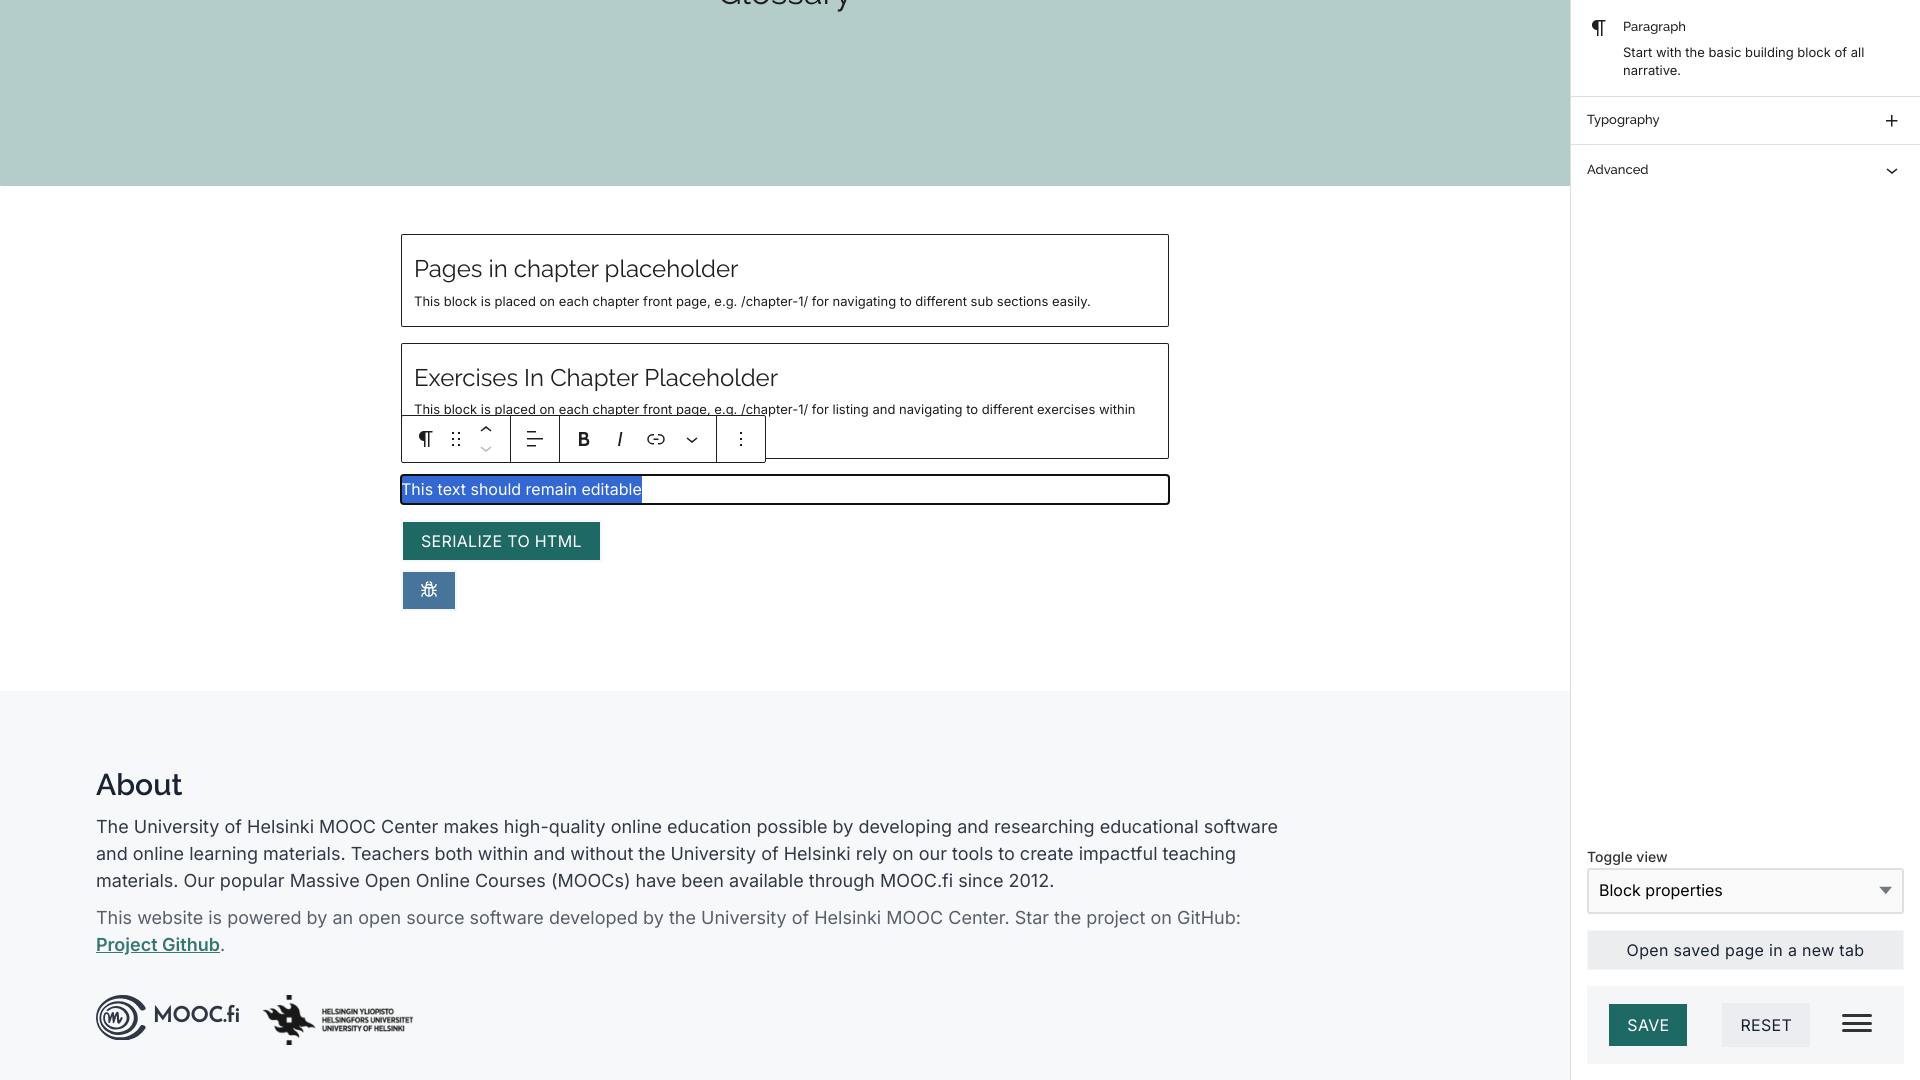 Glossary
Paragraph
Start with the basic building block of all
narrative.
Typography
Advanced
Pages in chapter placeholder
This block is placed on each chapter front page, e.g. /chapter-1/ for navigating to different sub sections easily.
Exercises In Chapter Placeholder
This block is placed on each chapter front page, e.g. /chapter-1/ for listing and navigating to different exercises within
B I
This text should remain editable
SERIALIZE TO HTML
About
The University of Helsinki MOOC Center makes high-quality online education possible by developing and researching educational software
and online learning materials. Teachers both within and without the University of Helsinki rely on our tools to create impactful teaching
materials. Our popular Massive Open Online Courses (MOOCs) have been available through MOOC.fi since 2012.
This website is powered by an open source software developed by the University of Helsinki MOOC Center. Star the project on GitHub:
Project Github.
MOOC.fi
HELSINGIN YLIOPISTO
HELSINGFORS UNIVERSITET
UNIVERSITY OF HELSINKI
Toggle view
Block properties
Open saved page in a new tab
SAVE
RESET